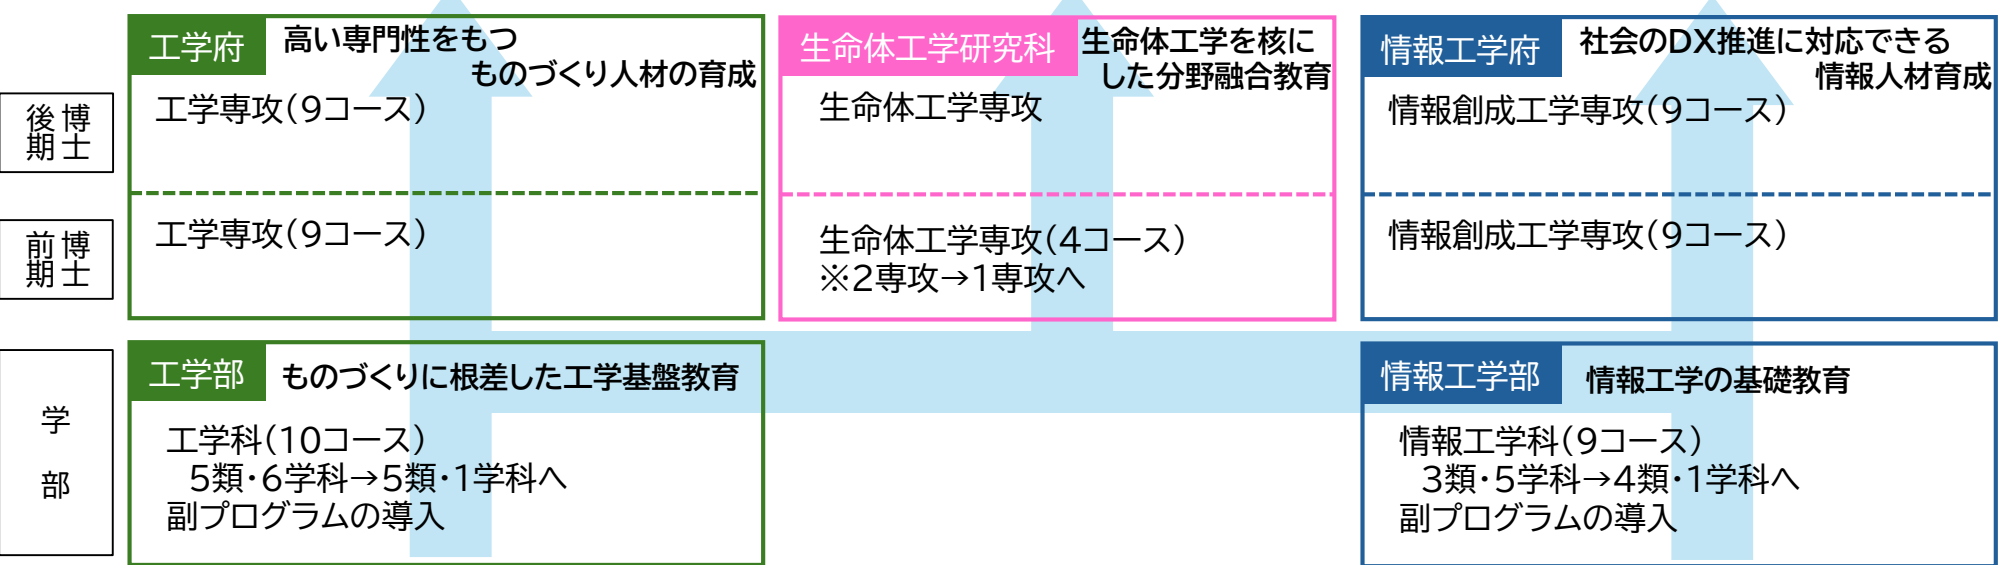 工学府
高い専門性をもつ
ものづくり人材の育成
工学専攻(9コース)
工学専攻(9コース)
生命体工学研究科
生命体工学を核に
した分野融合教育
生命体工学専攻
生命体工学専攻(4コース)
※2専攻→1専攻へ
情報工学府
社会のDX推進に対応できる
情報人材育成
情報創成工学専攻(9コース)
情報創成工学専攻(9コース)
博士
後期
博士
前期
学
部
工学部
ものづくりに根差した工学基盤教育
工学科(10コース)
5類・6学科→5類・1学科へ
副プログラムの導入
情報工学部
情報工学の基礎教育
情報工学科(9コース)
3類・5学科→4類・1学科へ
副プログラムの導入